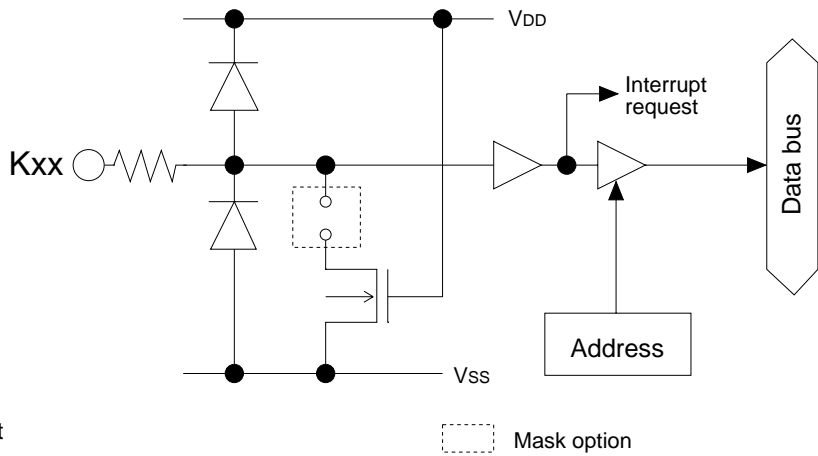 VDD
Interrupt
request
Kxx
Data bus
Address
VSS
t
Mask option